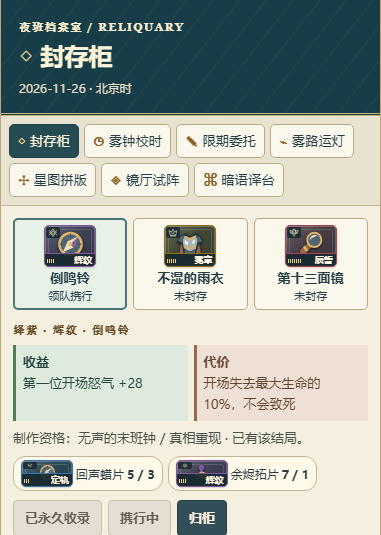 夜班档案室 / RELIQUARY
封存柜
2026-11-26 · 北京时
封存柜 雾钟校时 限期委托 雾路运灯
星图拼版 镜厅试阵 暗语译台
辉纹 冕章 辰誓
倒鸣铃 不湿的雨衣 第十三面镜
领队携行 未封存 未封存
绛紫 · 辉纹 · 倒鸣铃
收益
第一位开场怒气 +28
代价
开场失去最大生命的
10%，不会致死
制作资格：无声的末班钟 / 真相重现 · 已有该结局。
定轨 回声蜡片 5 / 3 辉纹 余烬拓片 7 / 1
已永久收录 携行中 归柜